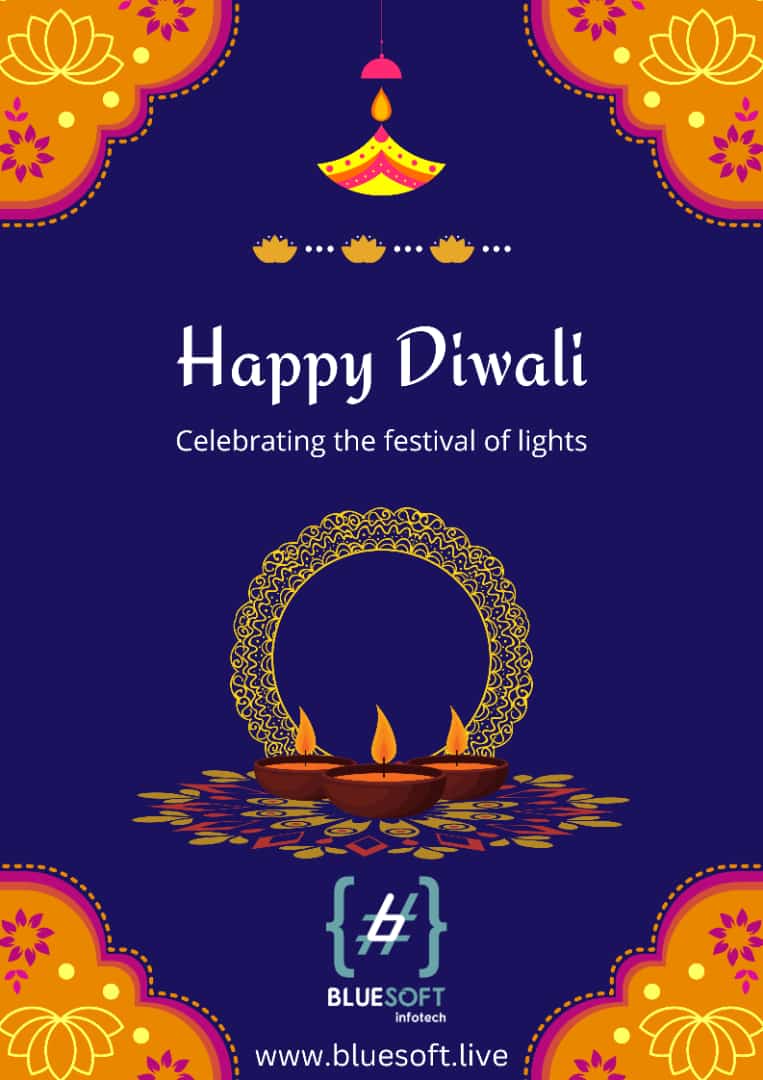 Happy Diwali
Celebrating the festival of lights
{#b}
BLUESOFT
infotech
www.bluesoft.live